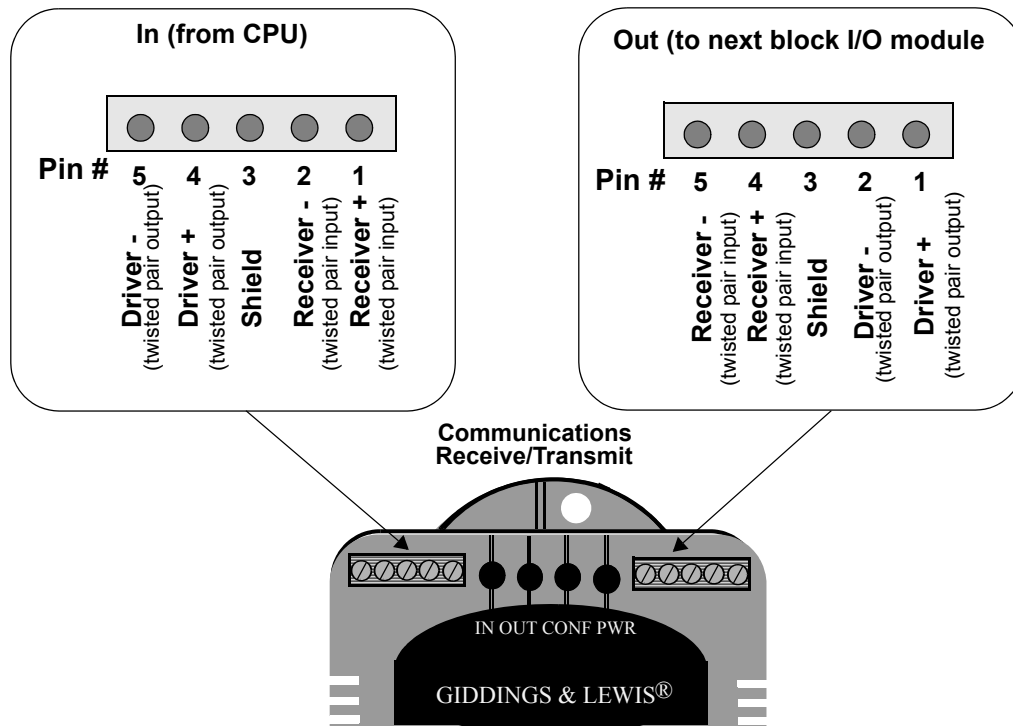 In (from CPU)
Pin # 5 4 3 2 1
Driver -
(twisted pair output)
Driver +
(twisted pair output)
Shield
Receiver -
(twisted pair input)
Receiver +
(twisted pair input)
Out (to next block I/O module
Pin # 5 4 3 2 1
Receiver -
(twisted pair input)
Receiver +
(twisted pair input)
Shield
Driver -
(twisted pair output)
Driver +
(twisted pair output)
Communications
Receive/Transmit
IN OUT CONF PWR
GIDDINGS & LEWIS®